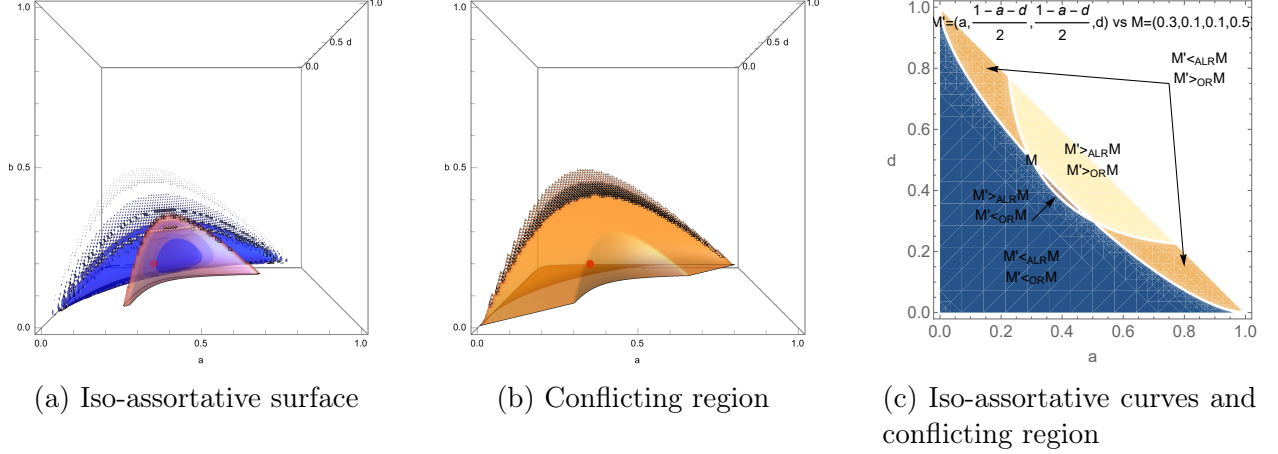 1.0
0.5 d
0.0
1.0
b 0.5
0.0
0.0
0.5
1.0
a
(a) Iso-assortative surface
1.0
0.5 d
0.0
1.0
b 0.5
0.0
0.0
0.5
1.0
a
(b) Conflicting region
M'=(a, (1-a-d)/2, (1-a-d)/2, d) vs M=(0.3,0.1,0.1,0.5
1.0
0.8
0.6
0.4
0.2
0.0
d
M'<ALRM
M'>ORM
M'>ALRM
M'>ORM
M
M'>ALRM
M'<ORM
M'<ALRM
M'<ORM
0.0 0.2 0.4 0.6 0.8 1.0
a
(c) Iso-assortative curves and
conflicting region